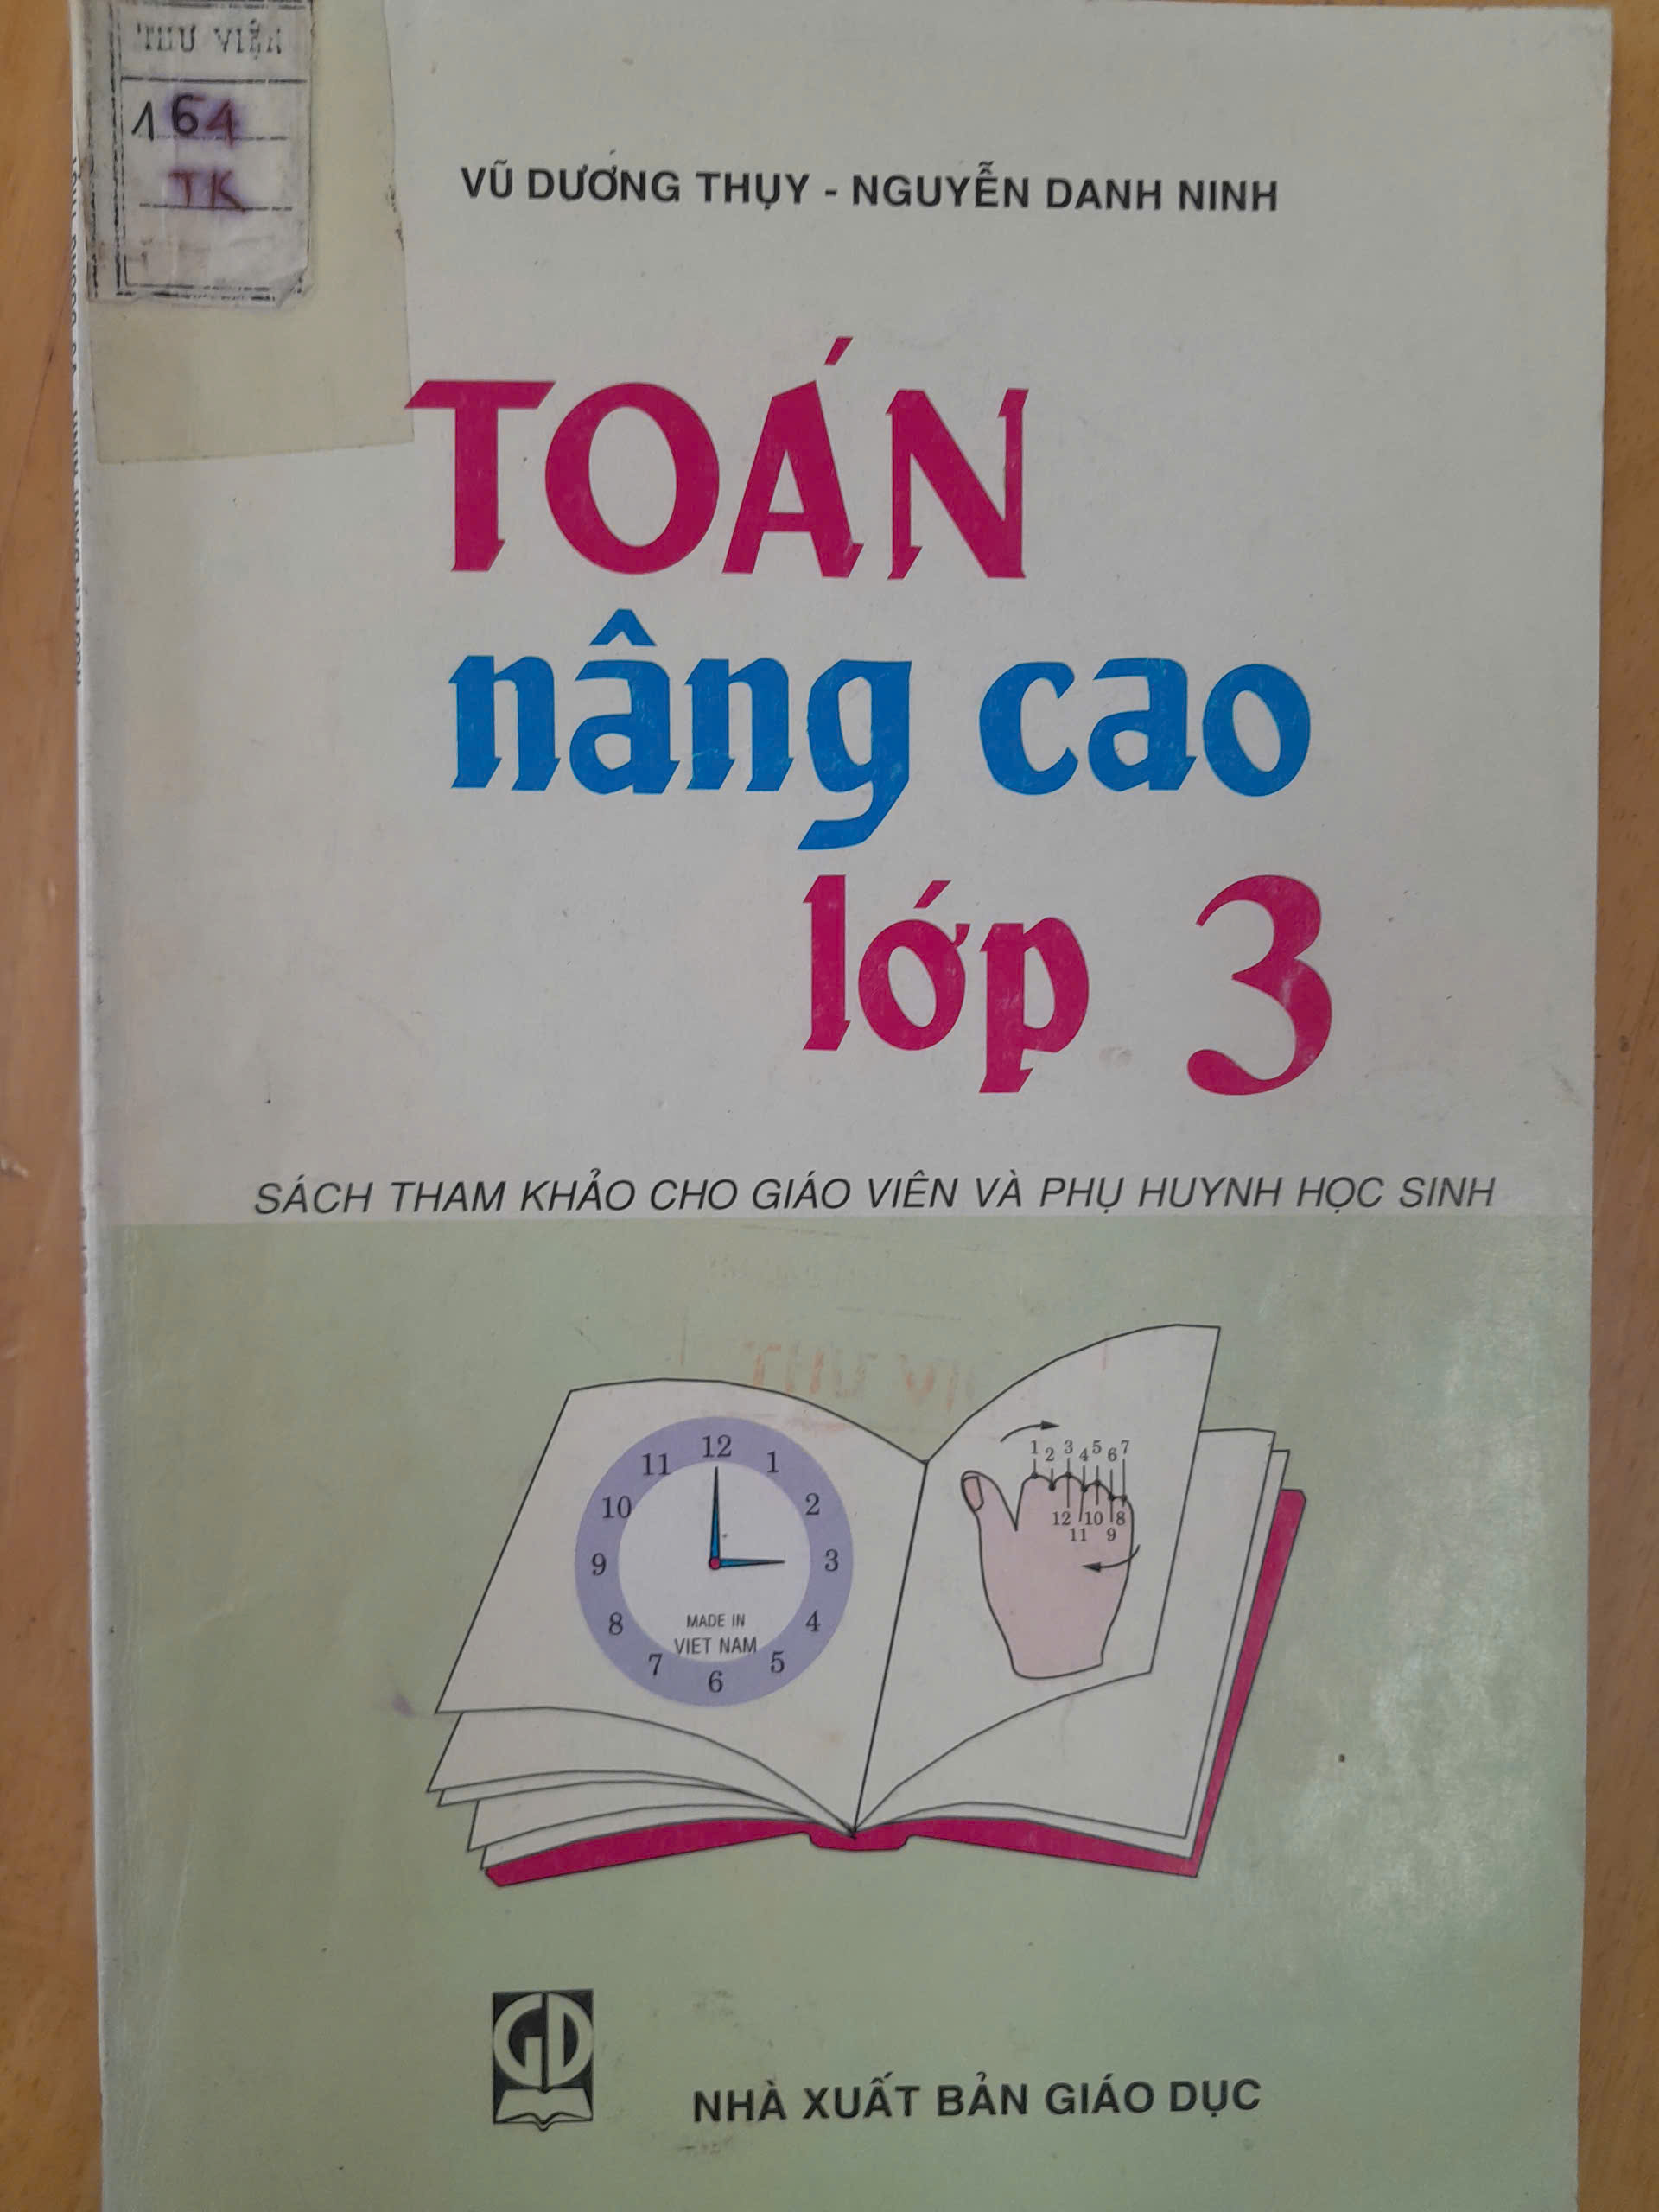 THƯ VIỆN
164
TK
VŨ DƯƠNG THỤY - NGUYỄN DANH NINH
TOÁN
nâng cao
lớp 3
SÁCH THAM KHẢO CHO GIÁO VIÊN VÀ PHỤ HUYNH HỌC SINH
12
11 1
10 2
9 3
8 4
7 5
6
MADE IN
VIET NAM
1 2 3 4 5 6 7
12 10 8
11 9
GD
NHÀ XUẤT BẢN GIÁO DỤC